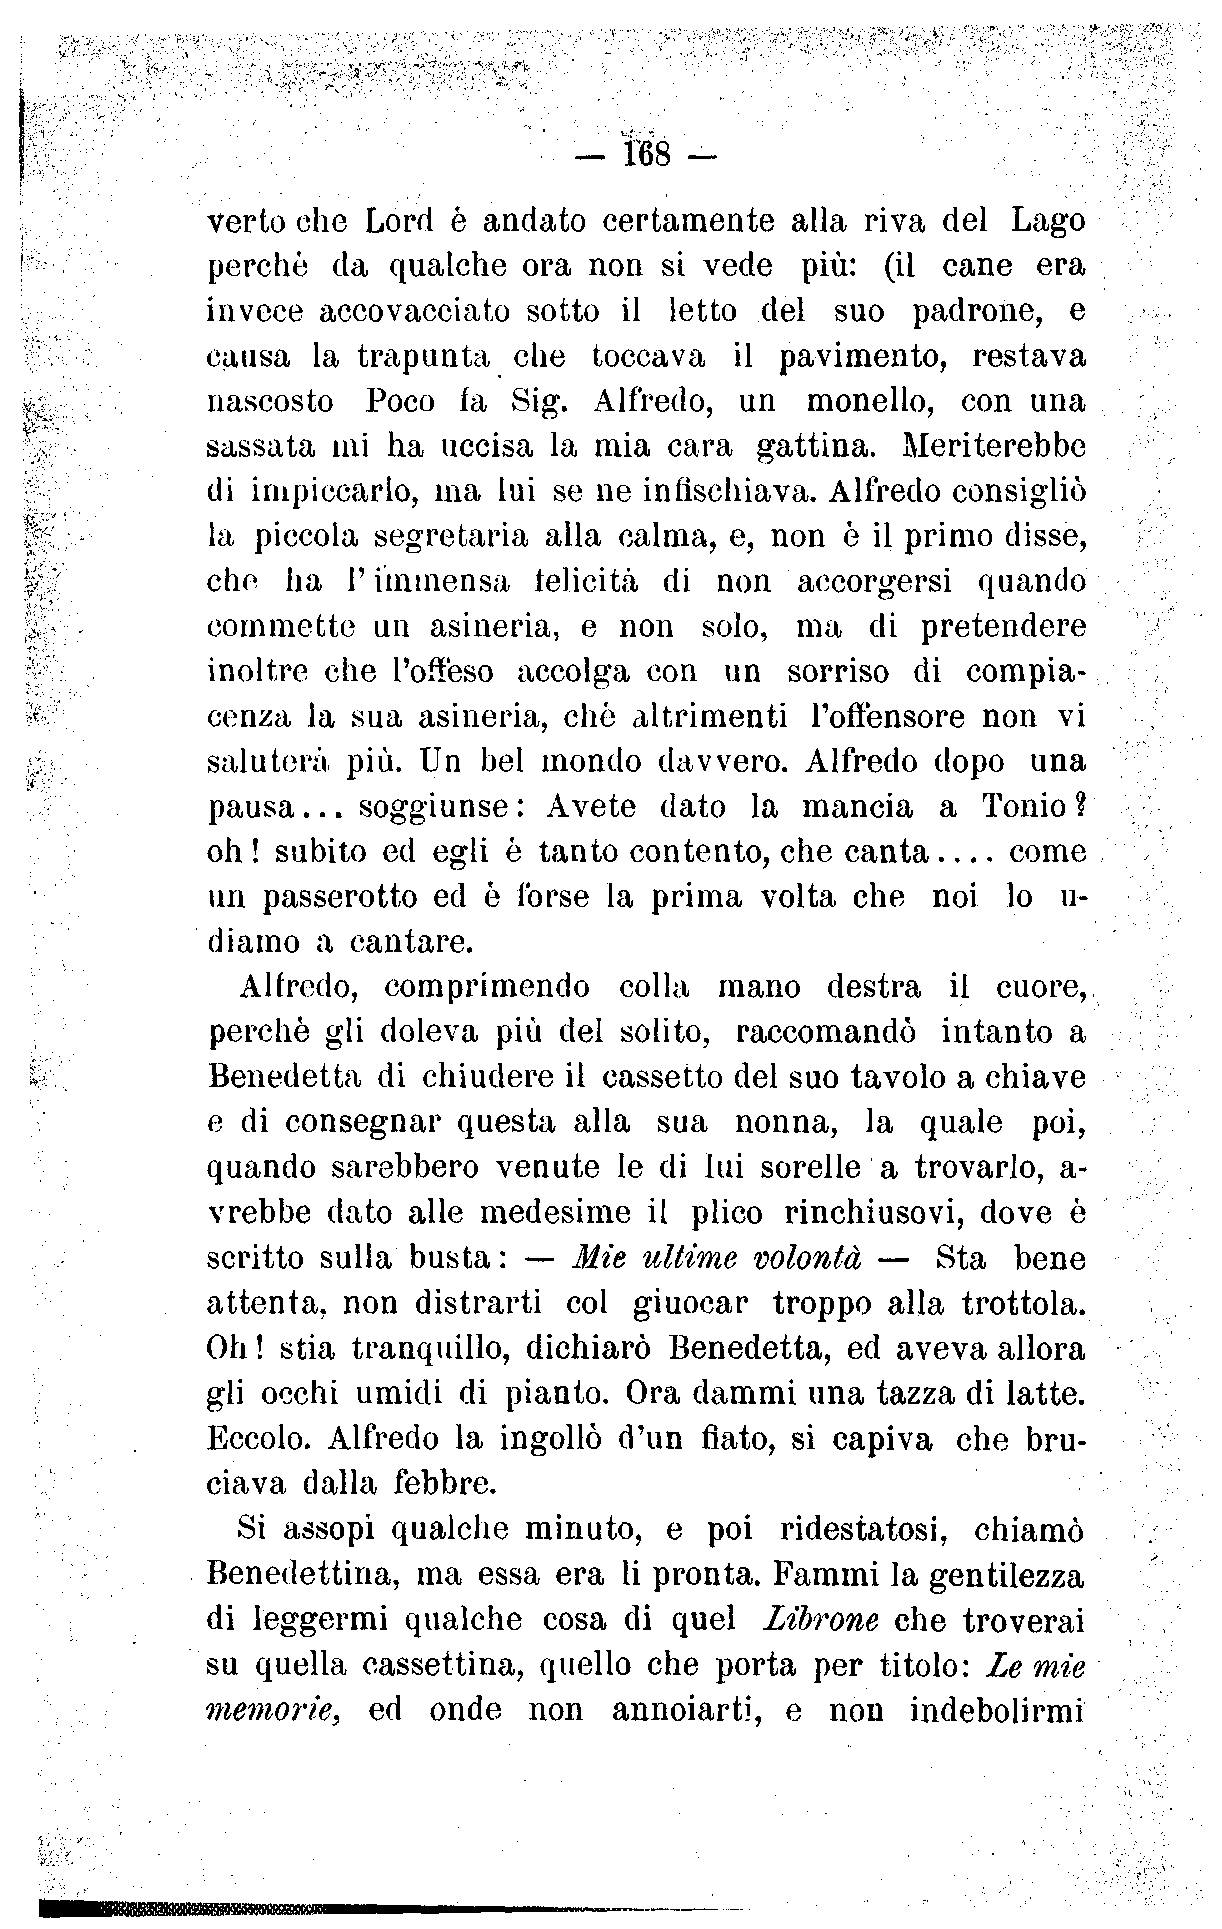 — 168 —
verto che Lord è andato certamente alla riva del Lago
perchè da qualche ora non si vede più: (il cane era
invece accovacciato sotto il letto del suo padrone, e
causa la trapunta che toccava il pavimento, restava
nascosto Poco fa Sig. Alfredo, un monello, con una
sassata mi ha uccisa la mia cara gattina. Meriterebbe
di impiccarlo, ma lui se ne infischiava. Alfredo consigliò
la piccola segretaria alla calma, e, non è il primo disse,
che ha l'immensa felicità di non accorgersi quando
commette un asineria, e non solo, ma di pretendere
inoltre che l'offeso accolga con un sorriso di compia-
cenza la sua asineria, chè altrimenti l'offensore non vi
saluterà più. Un bel mondo davvero. Alfredo dopo una
pausa... soggiunse: Avete dato la mancia a Tonio?
oh! subito ed egli è tanto contento, che canta.... come
un passerotto ed è forse la prima volta che noi lo u-
diamo a cantare.
Alfredo, comprimendo colla mano destra il cuore,
perchè gli doleva più del solito, raccomandò intanto a
Benedetta di chiudere il cassetto del suo tavolo a chiave
e di consegnar questa alla sua nonna, la quale poi,
quando sarebbero venute le di lui sorelle a trovarlo, a-
vrebbe dato alle medesime il plico rinchiusovi, dove è
scritto sulla busta: — Mie ultime volontà — Sta bene
attenta, non distrarti col giuocar troppo alla trottola.
Oh! stia tranquillo, dichiarò Benedetta, ed aveva allora
gli occhi umidi di pianto. Ora dammi una tazza di latte.
Eccolo. Alfredo la ingollò d'un fiato, si capiva che bru-
ciava dalla febbre.
Si assopì qualche minuto, e poi ridestatosi, chiamò
Benedettina, ma essa era li pronta. Fammi la gentilezza
di leggermi qualche cosa di quel Librone che troverai
su quella cassettina, quello che porta per titolo: Le mie
memorie, ed onde non annoiarti, e non indebolirmi